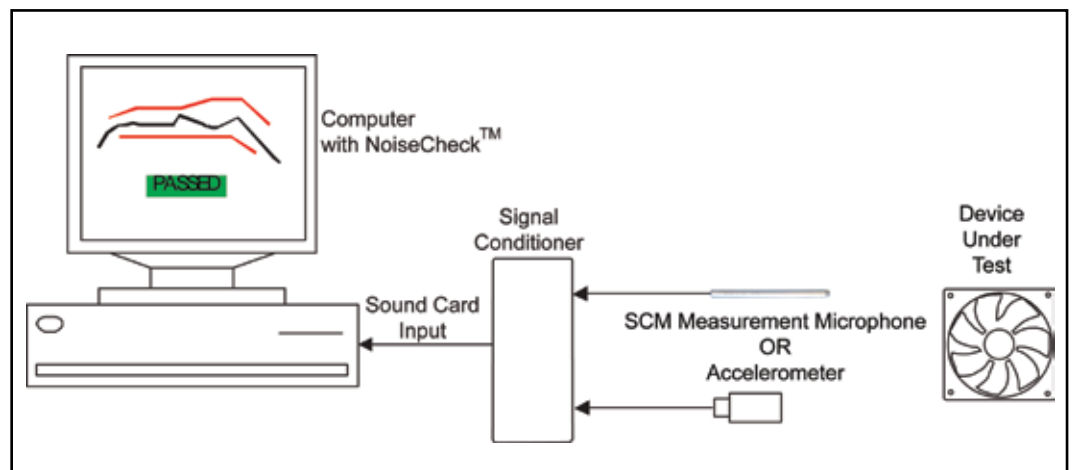 Computer
with NoiseCheck™
PASSED
Signal
Conditioner
Device
Under
Test
Sound Card
Input
SCM Measurement Microphone
OR
Accelerometer